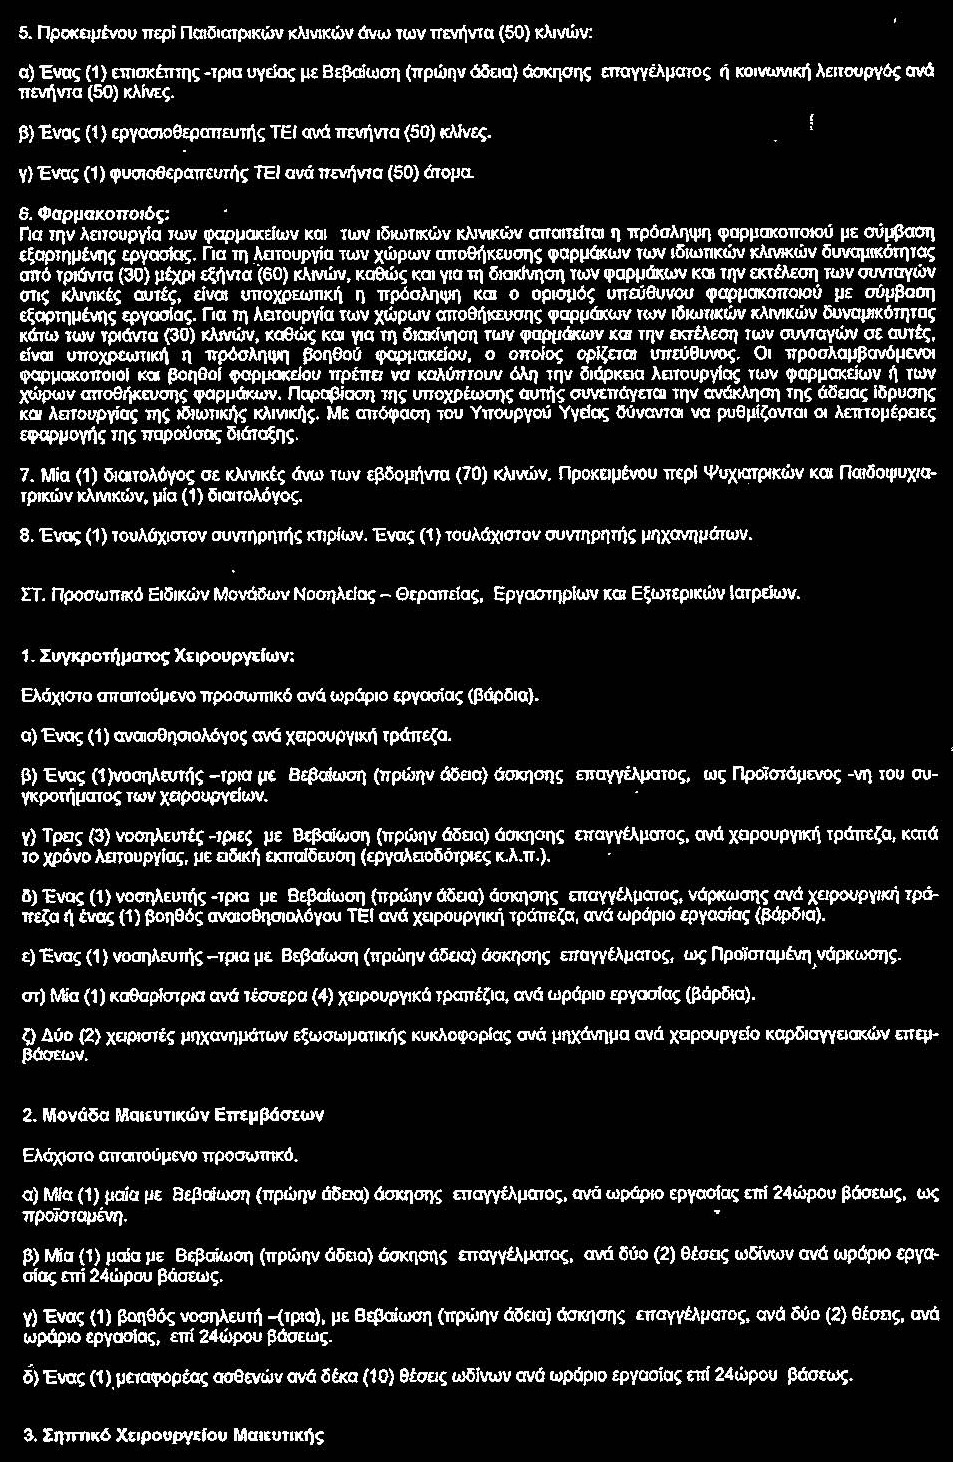 5. Προκειμένου περί Παιδιατρικών κλινικών άνω των πενήντα (50) κλινών:
α) Ένας (1) επισκέπτης -τρια υγείας με Βεβαίωση (πρώην άδεια) άσκησης επαγγέλματος ή κοινωνική λειτουργός ανά
πενήντα (50) κλίνες.
β) Ένας (1) εργασιοθεραπευτής ΤΕΙ ανά πενήντα (50) κλίνες.
γ) Ένας (1) φυσιοθεραπευτής ΤΕΙ ανά πενήντα (50) άτομα.
6. Φαρμακοποιός:
Για την λειτουργία των φαρμακείων και των ιδιωτικών κλινικών απαιτείται η πρόσληψη φαρμακοποιού με σύμβαση
εξαρτημένης εργασίας. Για τη λειτουργία των χώρων αποθήκευσης φαρμάκων των ιδιωτικών κλινικών δυναμικότητας
από τριάντα (30) μέχρι εξήντα (60) κλινών, καθώς και για τη διακίνηση των φαρμάκων και την εκτέλεση των συνταγών
στις κλινικές αυτές, είναι υποχρεωτική η πρόσληψη και ο ορισμός υπεύθυνου φαρμακοποιού με σύμβαση
εξαρτημένης εργασίας. Για τη λειτουργία των χώρων αποθήκευσης φαρμάκων των ιδιωτικών κλινικών δυναμικότητας
κάτω των τριάντα (30) κλινών, καθώς και για τη διακίνηση των φαρμάκων και την εκτέλεση των συνταγών σε αυτές,
είναι υποχρεωτική η πρόσληψη βοηθού φαρμακείου, ο οποίος ορίζεται υπεύθυνος. Οι προσλαμβανόμενοι
φαρμακοποιοί και βοηθοί φαρμακείου πρέπει να καλύπτουν όλη την διάρκεια λειτουργίας των φαρμακείων ή των
χώρων αποθήκευσης φαρμάκων. Παραβίαση της υποχρέωσης αυτής συνεπάγεται την ανάκληση της άδειας ίδρυσης
και λειτουργίας της ιδιωτικής κλινικής. Με απόφαση του Υπουργού Υγείας δύνανται να ρυθμίζονται οι λεπτομέρειες
εφαρμογής της παρούσας διάταξης.
7. Μία (1) διαιτολόγος σε κλινικές άνω των εβδομήντα (70) κλινών. Προκειμένου περί Ψυχιατρικών και Παιδοψυχια-
τρικών κλινικών, μία (1) διαιτολόγος.
8. Ένας (1) τουλάχιστον συντηρητής κτιρίων. Ένας (1) τουλάχιστον συντηρητής μηχανημάτων.
ΣΤ. Προσωπικό Ειδικών Μονάδων Νοσηλείας – Θεραπείας, Εργαστηρίων και Εξωτερικών Ιατρείων.
1. Συγκροτήματος Χειρουργείων:
Ελάχιστο απαιτούμενο προσωπικό ανά ωράριο εργασίας (βάρδια).
α) Ένας (1) αναισθησιολόγος ανά χειρουργική τράπεζα.
β) Ένας (1)νοσηλευτής –τρια με Βεβαίωση (πρώην άδεια) άσκησης επαγγέλματος, ως Προϊστάμενος -νη του συ-
γκροτήματος των χειρουργείων.
γ) Τρεις (3) νοσηλευτές -τριες με Βεβαίωση (πρώην άδεια) άσκησης επαγγέλματος, ανά χειρουργική τράπεζα, κατά
το χρόνο λειτουργίας, με ειδική εκπαίδευση (εργαλειοδότριες κ.λ.π.).
δ) Ένας (1) νοσηλευτής -τρια με Βεβαίωση (πρώην άδεια) άσκησης επαγγέλματος, νάρκωσης ανά χειρουργική τρά-
πεζα ή ένας (1) βοηθός αναισθησιολόγου ΤΕΙ ανά χειρουργική τράπεζα, ανά ωράριο εργασίας (βάρδια).
ε) Ένας (1) νοσηλευτής –τρια με Βεβαίωση (πρώην άδεια) άσκησης επαγγέλματος, ως Προϊσταμένη νάρκωσης.
στ) Μία (1) καθαρίστρια ανά τέσσερα (4) χειρουργικά τραπέζια, ανά ωράριο εργασίας (βάρδια).
ζ) Δύο (2) χειριστές μηχανημάτων εξωσωματικής κυκλοφορίας ανά μηχάνημα ανά χειρουργείο καρδιαγγειακών επεμ-
βάσεων.
2. Μονάδα Μαιευτικών Επεμβάσεων
Ελάχιστο απαιτούμενο προσωπικό.
α) Μία (1) μαία με Βεβαίωση (πρώην άδεια) άσκησης επαγγέλματος, ανά ωράριο εργασίας επί 24ώρου βάσεως, ως
προϊσταμένη.
β) Μία (1) μαία με Βεβαίωση (πρώην άδεια) άσκησης επαγγέλματος, ανά δύο (2) θέσεις ωδίνων ανά ωράριο εργα-
σίας επί 24ώρου βάσεως.
γ) Ένας (1) βοηθός νοσηλευτή –(τρια), με Βεβαίωση (πρώην άδεια) άσκησης επαγγέλματος, ανά δύο (2) θέσεις, ανά
ωράριο εργασίας, επί 24ώρου βάσεως.
δ) Ένας (1) μεταφορέας ασθενών ανά δέκα (10) θέσεις ωδίνων ανά ωράριο εργασίας επί 24ώρου βάσεως.
3. Σηπτικό Χειρουργείου Μαιευτικής